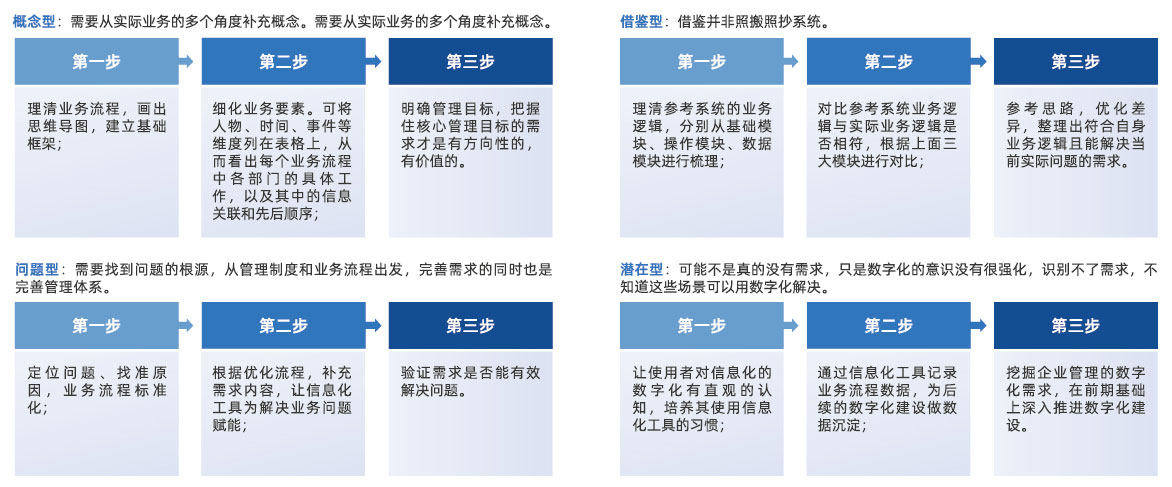 概念型：需要从实际业务的多个角度补充概念。需要从实际业务的多个角度补充概念。
第一步
第二步
第三步
理清业务流程，画出
思维导图，建立基础
框架；
细化业务要素。可将
人物、时间、事件等
维度列在表格上，从
而看出每个业务流程
中各部门的具体工
作，以及其中的信息
关联和先后顺序；
明确管理目标，把握
住核心管理目标的需
求才是有方向性的，
有价值的。
借鉴型：借鉴并非照搬照抄系统。
第一步
第二步
第三步
理清参考系统的业务
逻辑，分别从基础模
块、操作模块、数据
模块进行梳理；
对比参考系统业务逻
辑与实际业务逻辑是
否相符，根据上面三
大模块进行对比；
参考思路，优化差
异，整理出符合自身
业务逻辑且能解决当
前实际问题的需求。
问题型：需要找到问题的根源，从管理制度和业务流程出发，完善需求的同时也是
完善管理体系。
第一步
第二步
第三步
定位问题、找准原
因，业务流程标准
化；
根据优化流程，补充
需求内容，让信息化
工具为解决业务问题
赋能；
验证需求是否能有效
解决问题。
潜在型：可能不是真的没有需求，只是数字化的意识没有很强化，识别不了需求，不
知道这些场景可以用数字化解决。
第一步
第二步
第三步
让使用者对信息化的
数字化有直观的认
知，培养其使用信息
化工具的习惯；
通过信息化工具记录
业务流程数据，为后
续的数字化建设做数
据沉淀；
挖掘企业管理的数字
化需求，在前期基础
上深入推进数字化建
设。